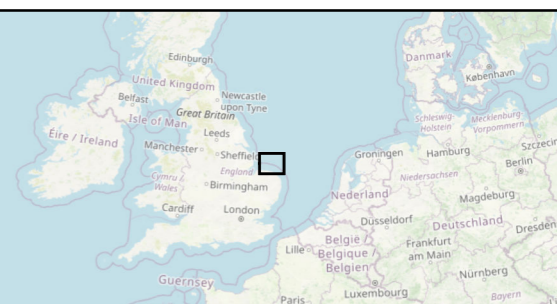 Edinburgh
Danmark
København
United Kingdom
Belfast
Newcastle
upon Tyne
Great Britain
Isle of Man
Schleswig
Holstein
Mecklenburg
Vorpommern
Éire / Ireland
Leeds
Manchester
Sheffield
Groningen
Hamburg
Szczecin
Berlin
England
Cymru /
Wales
Birmingham
Niedersachsen
Nederland
Magdeburg
Cardiff
London
Düsseldorf
Deutschland
Dresden
Lille
België /
Belgique /
Belgien
Frankfurt
am Main
Guernsey
Luxembourg
Nürnberg
Paris
Bayern